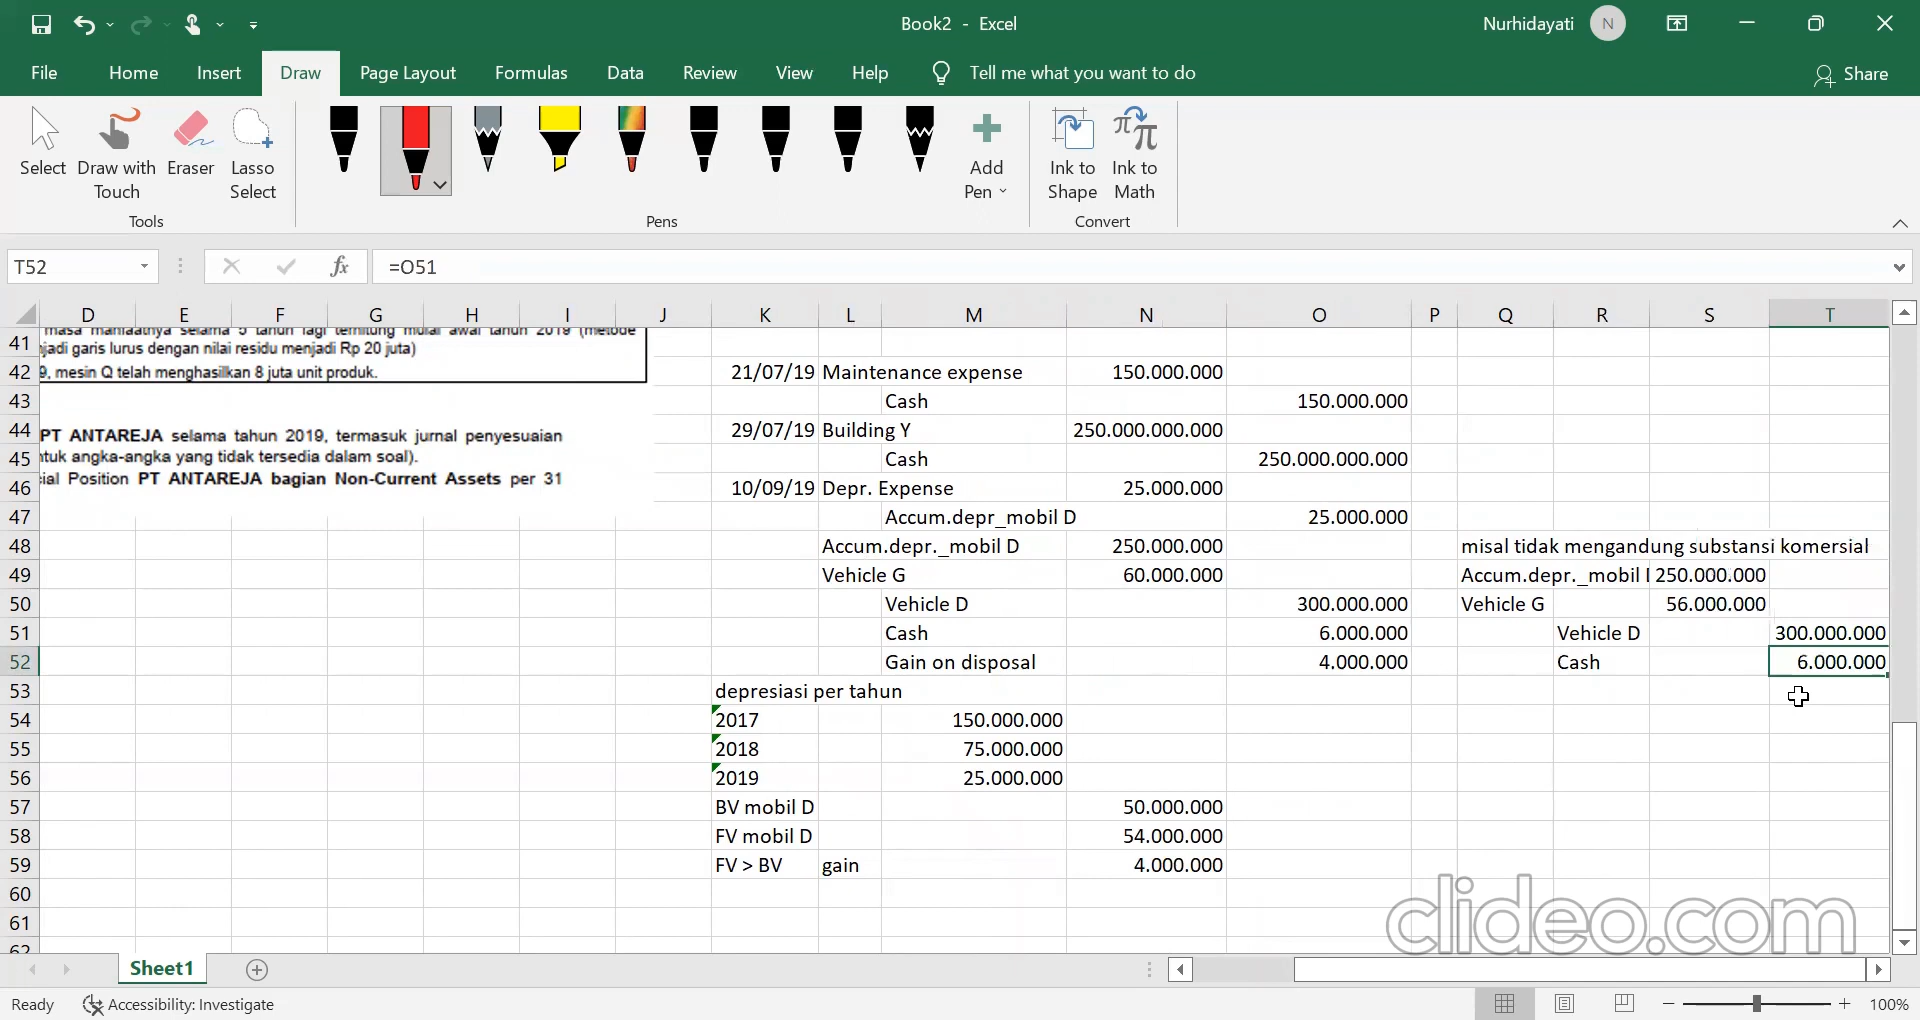 Book2 - Excel
Nurhidayati
N
File Home Insert Draw Page Layout Formulas Data Review View Help Tell me what you want to do Share
Select Draw with Touch Eraser Lasso Select
Add Pen
Ink to Shape Ink to Math
Tools Pens Convert
T52 fx =O51
D E F G H I J K L M N O P Q R S T
41 masa manfaatnya selama 5 tahun lagi terhitung mulai awal tahun 2019 (metode
njadi garis lurus dengan nilai residu menjadi Rp 20 juta)
42 9, mesin Q telah menghasilkan 8 juta unit produk. 21/07/19 Maintenance expense 150.000.000
43 Cash 150.000.000
44 PT ANTAREJA selama tahun 2019, termasuk jurnal penyesuaian 29/07/19 Building Y 250.000.000.000
45 ntuk angka-angka yang tidak tersedia dalam soal). Cash 250.000.000.000
46 cial Position PT ANTAREJA bagian Non-Current Assets per 31 10/09/19 Depr. Expense 25.000.000
47 Accum.depr_mobil D 25.000.000
48 Accum.depr._mobil D 250.000.000 misal tidak mengandung substansi komersial
49 Vehicle G 60.000.000 Accum.depr._mobil 250.000.000
50 Vehicle D 300.000.000 Vehicle G 56.000.000
51 Cash 6.000.000 Vehicle D 300.000.000
52 Gain on disposal 4.000.000 Cash 6.000.000
53 depresiasi per tahun
54 2017 150.000.000
55 2018 75.000.000
56 2019 25.000.000
57 BV mobil D 50.000.000
58 FV mobil D 54.000.000
59 FV > BV gain 4.000.000
60
61
62
clideo.com
Sheet1
Ready Accessibility: Investigate 100%